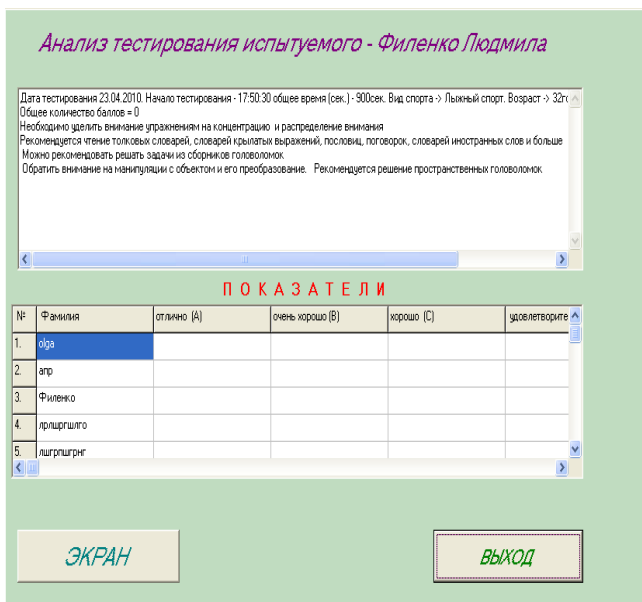 Анализ тестирования испытуемого - Филенко Людмила
Дата тестирования 23.04.2010. Начало тестирования - 17:50:30 общее время (сек.) - 900сек. Вид спорта -> Лыжный спорт. Возраст -> 32го
Общее количество баллов = 0
Необходимо уделить внимание упражнениям на концентрацию и распределение внимания
Рекомендуется чтение толковых словарей, словарей крылатых выражений, пословиц, поговорок, словарей иностранных слов и больше
Можно рекомендовать решать задачи из сборников головоломок
Обратить внимание на манипуляции с объектом и его преобразование. Рекомендуется решение пространственных головоломок
ПОКАЗАТЕЛИ
№ Фамилия отлично (А) очень хорошо (В) хорошо (С) удовлетворите
1. olga
2. апр
3. Филенко
4. лрлшргшлго
5. лшгрпшгрнг
ЭКРАН ВЫХОД